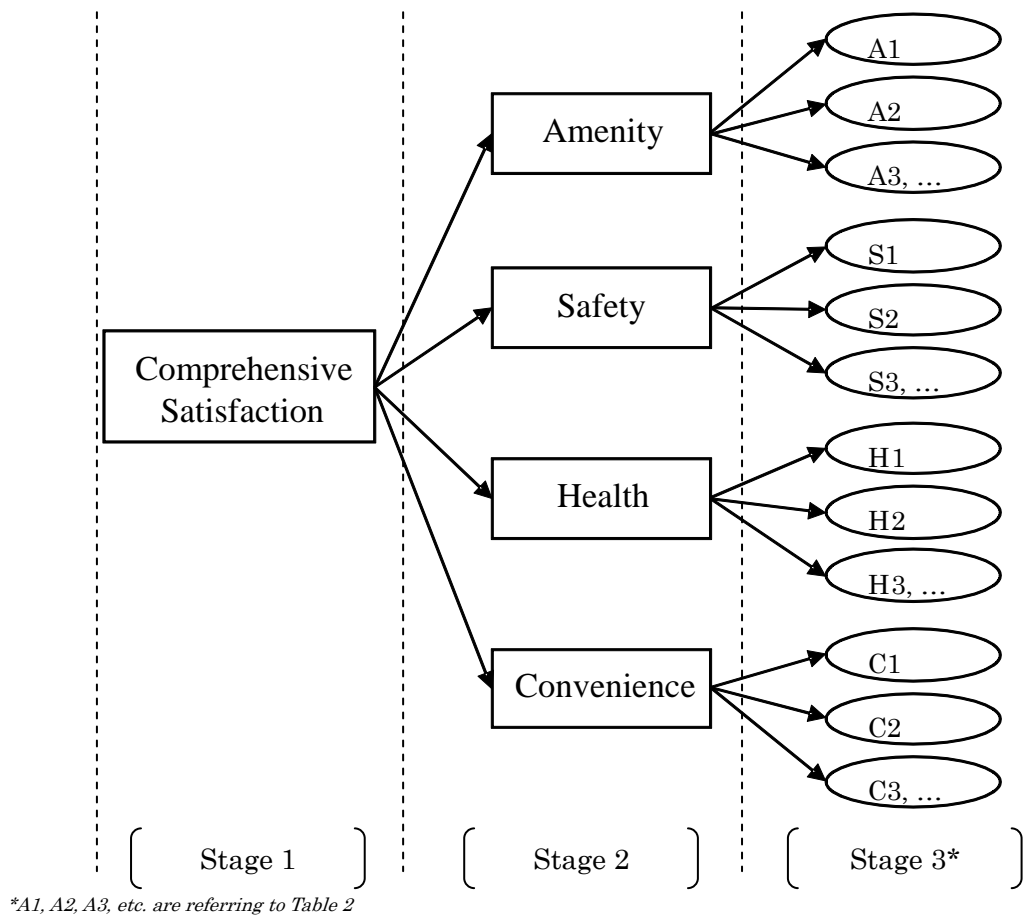 A1
A2
A3, ...
Amenity
S1
S2
S3, ...
Safety
Comprehensive
Satisfaction
H1
H2
H3, ...
Health
C1
C2
C3, ...
Convenience
Stage 1
Stage 2
Stage 3*
*A1, A2, A3, etc. are referring to Table 2